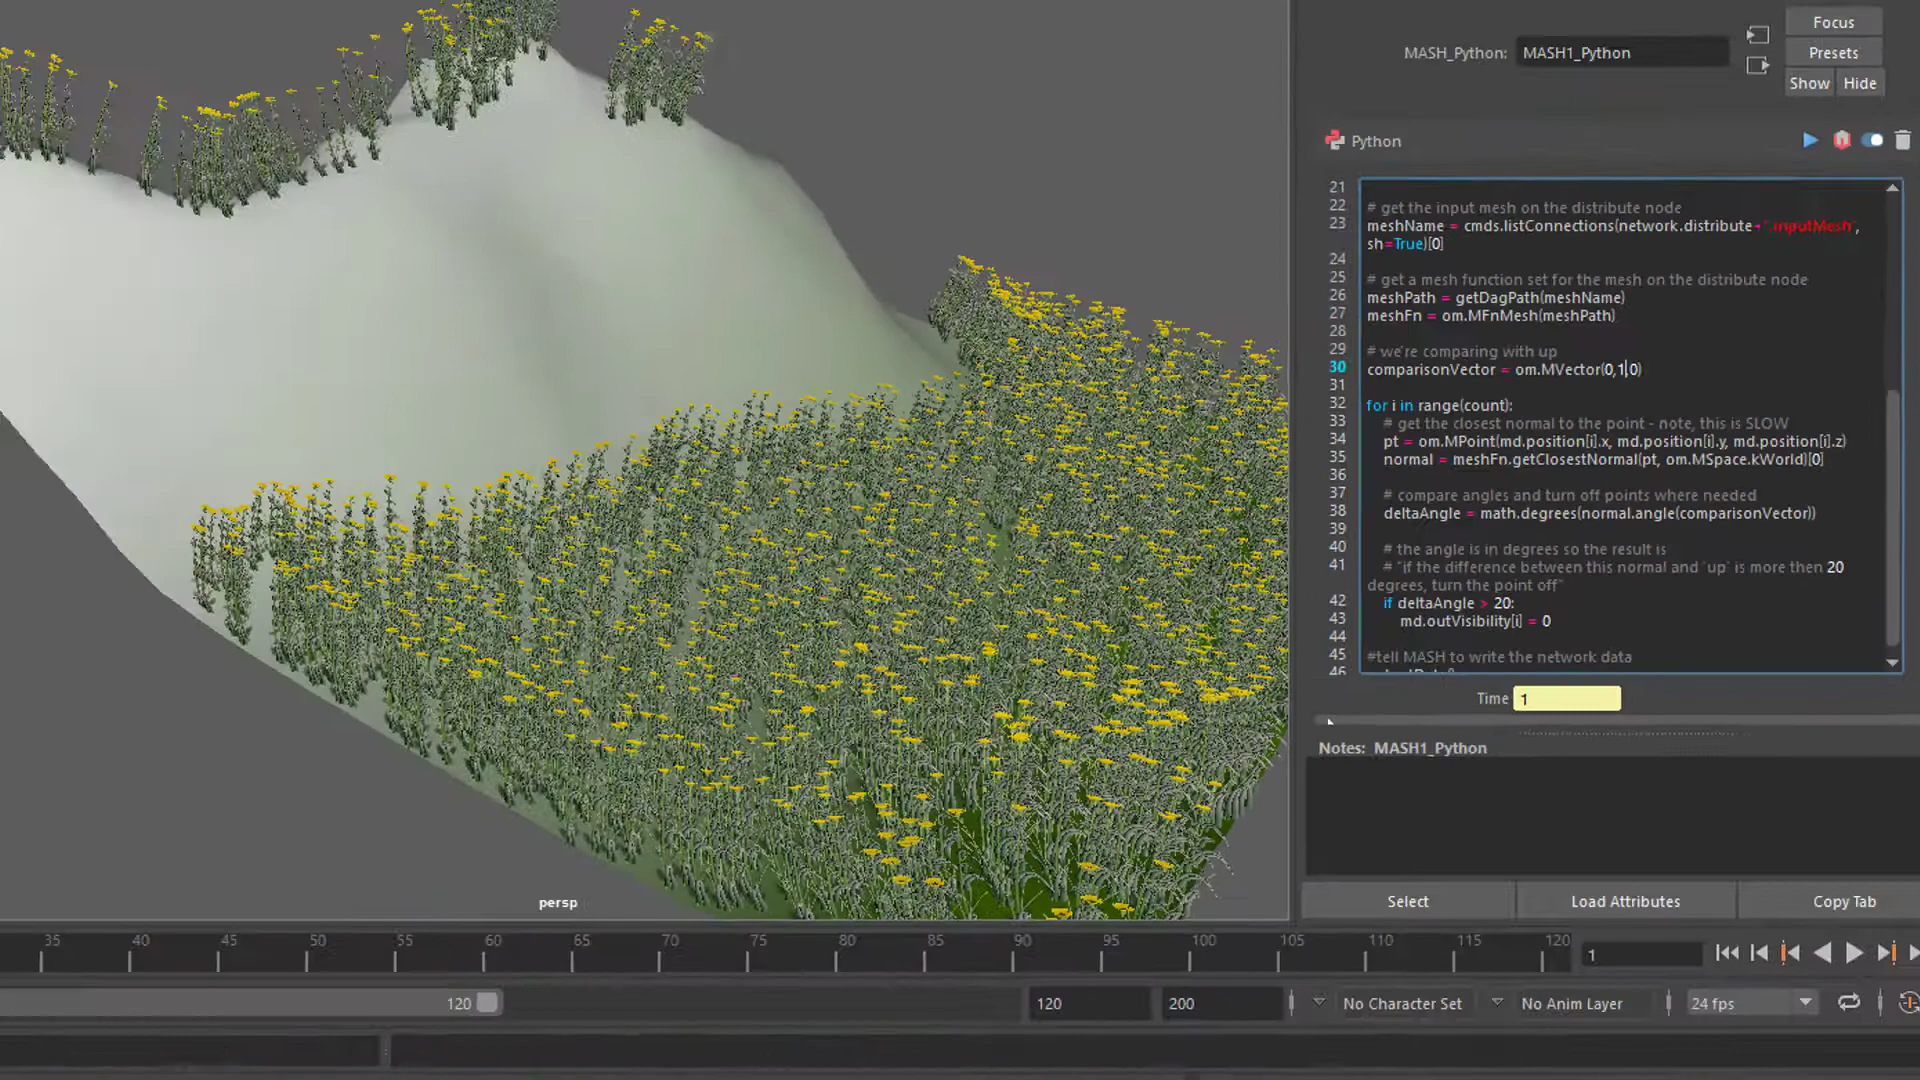 Focus
MASH_Python: MASH1_Python
Presets
Show Hide
Python
21
22 # get the input mesh on the distribute node
23 meshName = cmds.listConnections(network.distribute+".inputMesh",
sh=True)[0]
24
25 # get a mesh function set for the mesh on the distribute node
26 meshPath = getDagPath(meshName)
27 meshFn = om.MFnMesh(meshPath)
28
29 # we're comparing with up
30 comparisonVector = om.MVector(0,1,0)
31
32 for i in range(count):
33 # get the closest normal to the point - note, this is SLOW
34 pt = om.MPoint(md.position[i].x, md.position[i].y, md.position[i].z)
35 normal = meshFn.getClosestNormal(pt, om.MSpace.kWorld)[0]
36
37 # compare angles and turn off points where needed
38 deltaAngle = math.degrees(normal.angle(comparisonVector))
39
40 # the angle is in degrees so the result is
41 # "if the difference between this normal and 'up' is more then 20
degrees, turn the point off"
42 if deltaAngle > 20:
43 md.outVisibility[i] = 0
44
45 #tell MASH to write the network data
46
Time 1
Notes: MASH1_Python
persp
Select Load Attributes Copy Tab
35 40 45 50 55 60 65 70 75 80 85 90 95 100 105 110 115 120
1
120 120 200 No Character Set No Anim Layer 24 fps